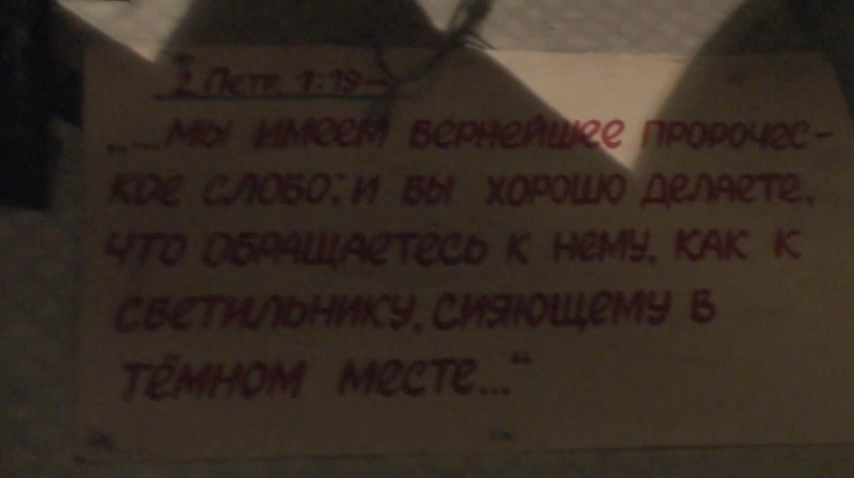 2 Петр. 1:19 –
„...мы имеем вернейшее пророчес-
кое слово; и вы хорошо делаете,
что обращаетесь к нему, как к
светильнику, сияющему в
тёмном месте...“